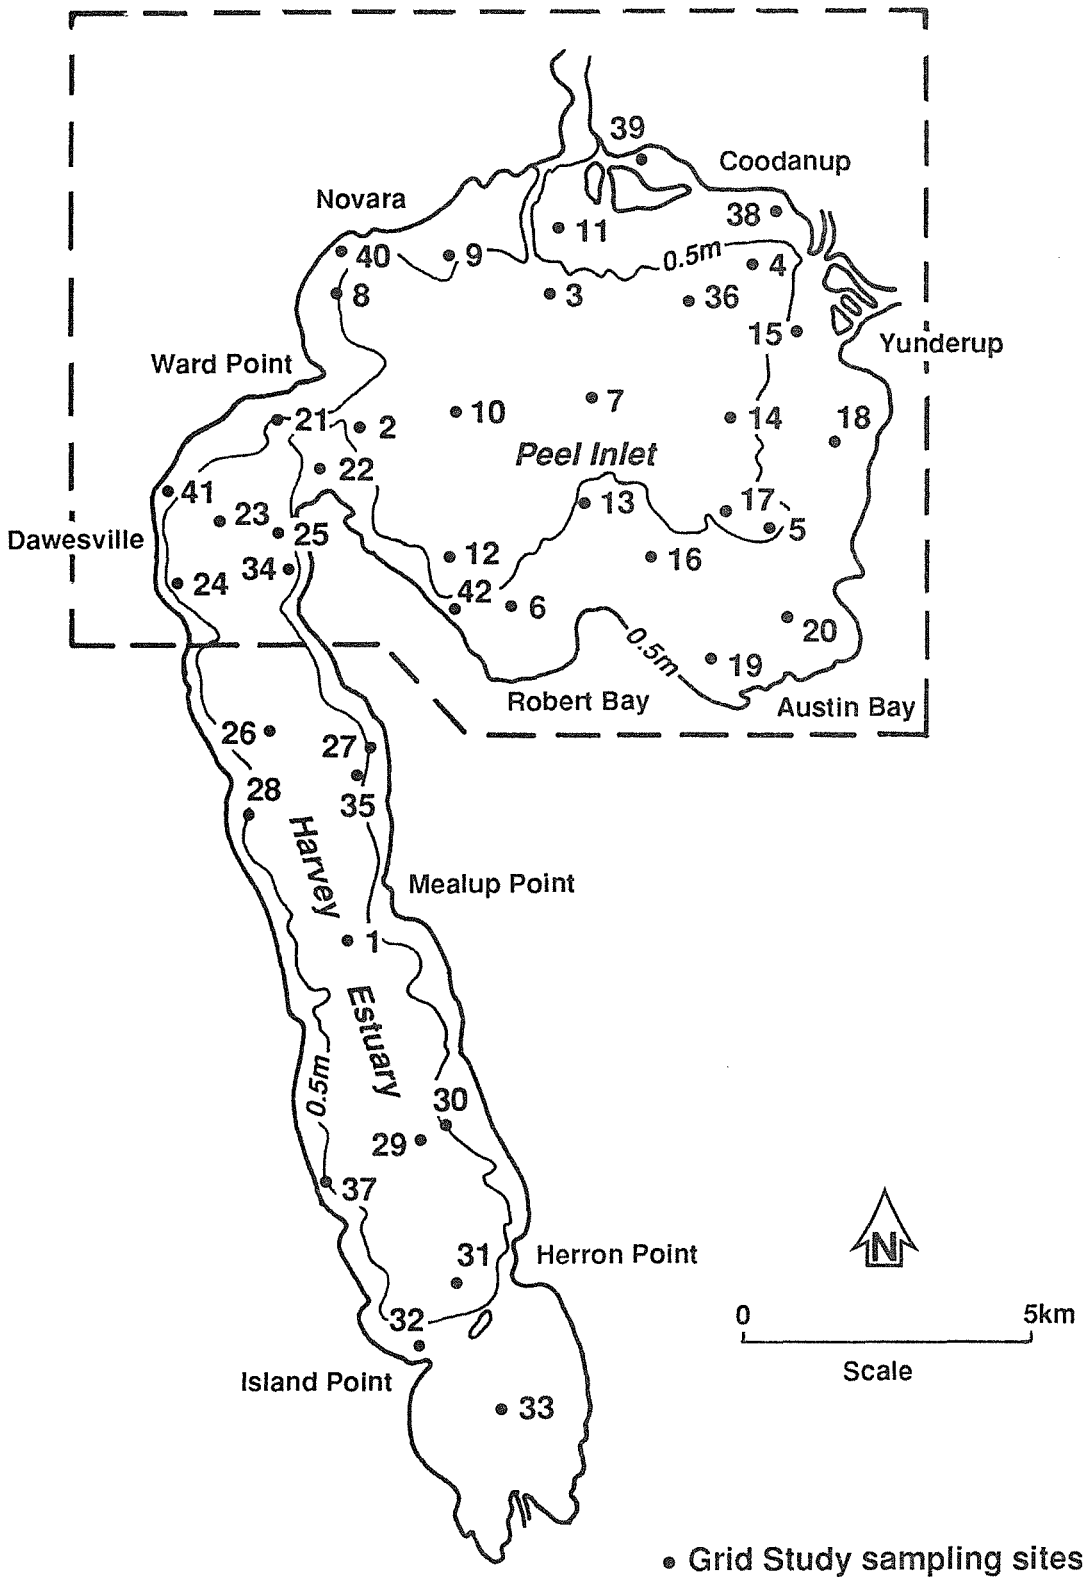 39
Coodanup
Novara
38
11
40
9
0.5m
4
8
3
36
15
Yunderup
Ward Point
21
2
10
7
14
18
Peel Inlet
22
41
13
17
23
25
5
Dawesville
12
16
34
24
42
6
20
0.5m
19
Robert Bay
Austin Bay
26
27
28
35
Harvey
Mealup Point
1
Estuary
0.5m
30
29
37
N
31
Herron Point
32
0
5km
Scale
Island Point
33
• Grid Study sampling sites